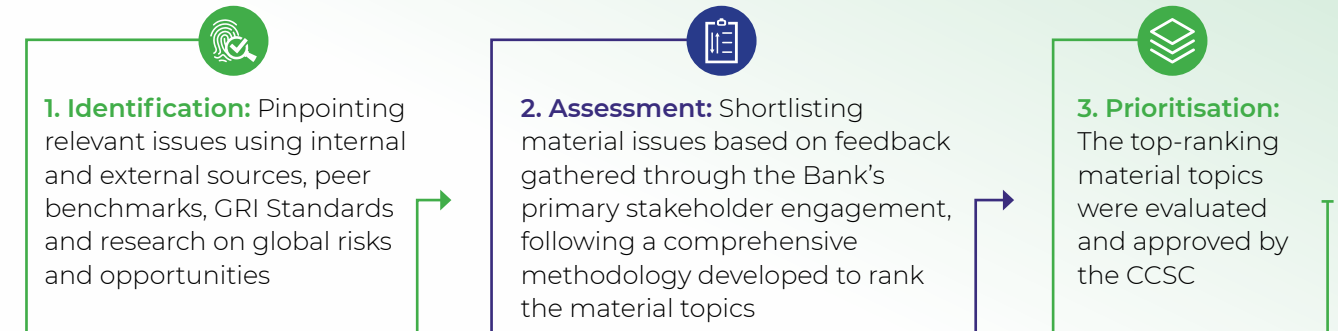 1. Identification: Pinpointing
relevant issues using internal
and external sources, peer
benchmarks, GRI Standards
and research on global risks
and opportunities
2. Assessment: Shortlisting
material issues based on feedback
gathered through the Bank's
primary stakeholder engagement,
following a comprehensive
methodology developed to rank
the material topics
3. Prioritisation:
The top-ranking
material topics
were evaluated
and approved by
the CCSC